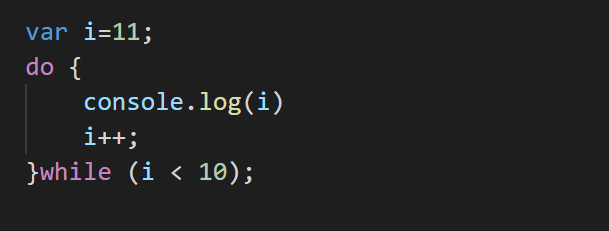 var i=11;
do {
    console.log(i)
    i++;
}while (i < 10);